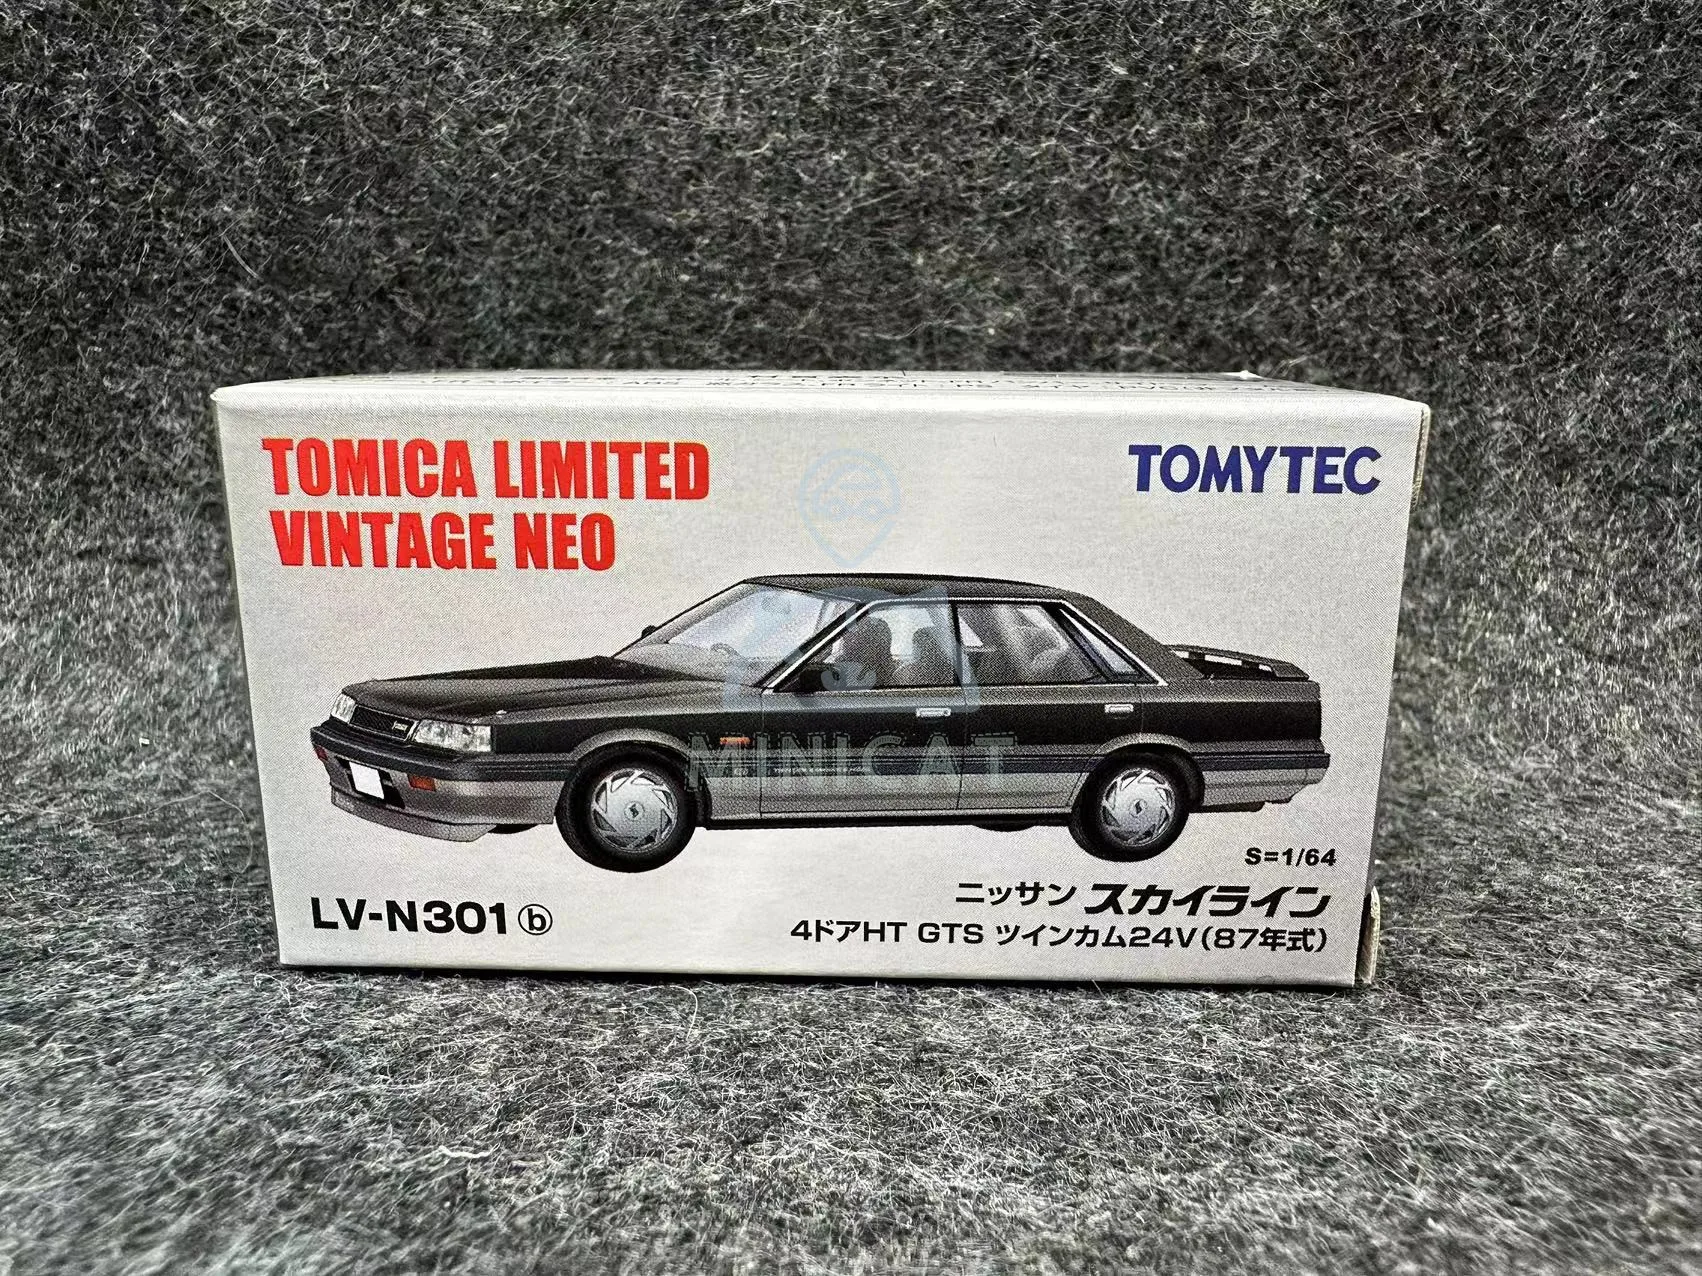 TOMICA LIMITED
VINTAGE NEO
TOMYTEC
MINICAT
S=1/64
LV-N301ⓑ
ニッサン スカイライン
4ドアHT GTS ツインカム24V(87年式)